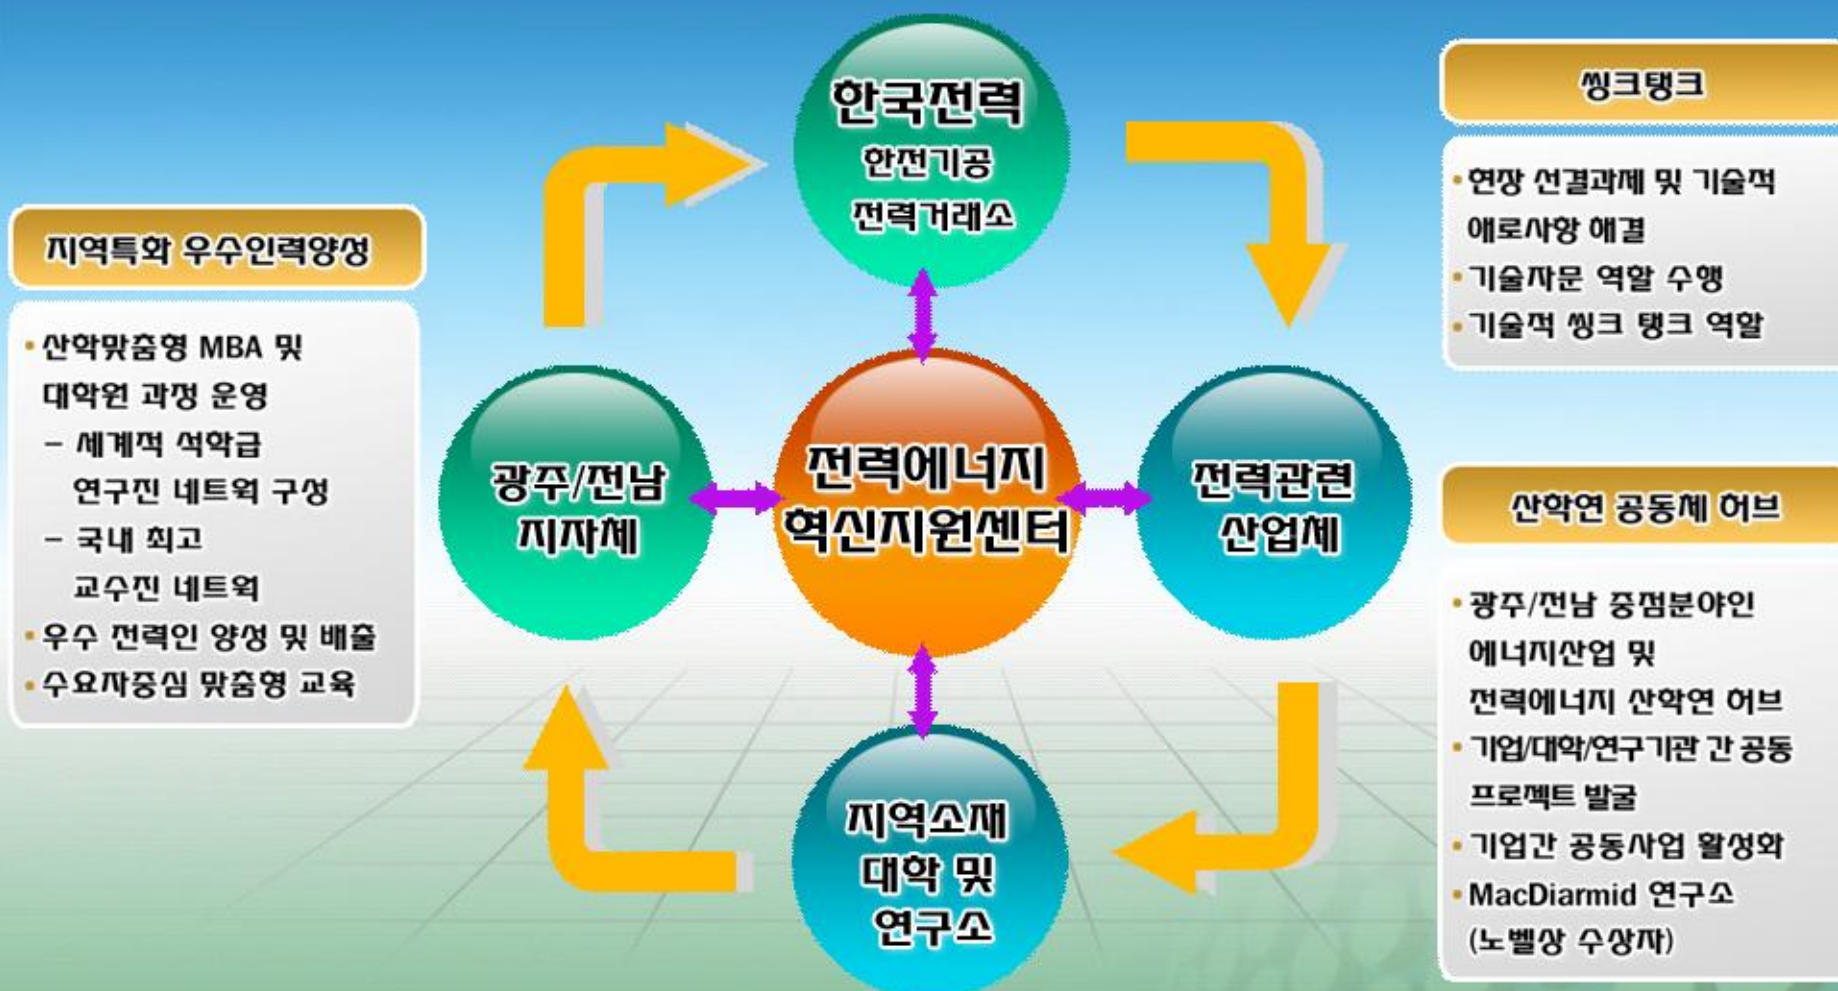 한국전력
한전기공
전력거래소
지역특화 우수인력양성
• 산학맞춤형 MBA 및
대학원 과정 운영
– 세계적 석학급
연구진 네트웍 구성
– 국내 최고
교수진 네트웍
• 우수 전력인 양성 및 배출
• 수요자중심 맞춤형 교육
광주/전남
지자체
전력에너지
혁신지원센터
전력관련
산업체
지역소재
대학 및
연구소
씽크탱크
• 현장 선결과제 및 기술적
애로사항 해결
• 기술자문 역할 수행
• 기술적 씽크 탱크 역할
산학연 공동체 허브
• 광주/전남 중점분야인
에너지산업 및
전력에너지 산학연 허브
• 기업/대학/연구기관 간 공동
프로젝트 발굴
• 기업간 공동사업 활성화
• MacDiarmid 연구소
(노벨상 수상자)